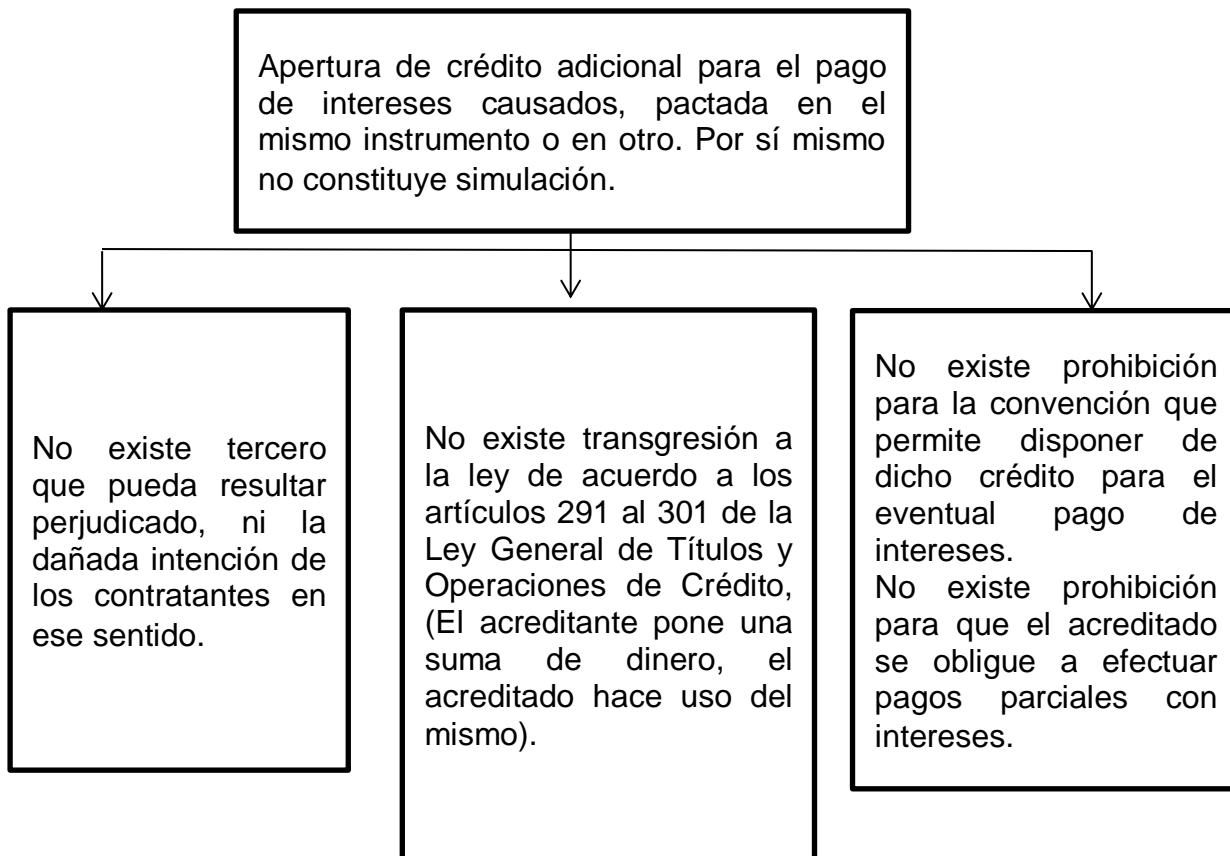 Apertura de crédito adicional para el pago
de intereses causados, pactada en el
mismo instrumento o en otro. Por sí mismo
no constituye simulación.
No existe tercero
que pueda resultar
perjudicado, ni la
dañada intención de
los contratantes en
ese sentido.
No existe transgresión a
la ley de acuerdo a los
artículos 291 al 301 de la
Ley General de Títulos y
Operaciones de Crédito,
(El acreditante pone una
suma de dinero, el
acreditado hace uso del
mismo).
No existe prohibición
para la convención que
permite disponer de
dicho crédito para el
eventual pago de
intereses.
No existe prohibición
para que el acreditado
se obligue a efectuar
pagos parciales con
intereses.